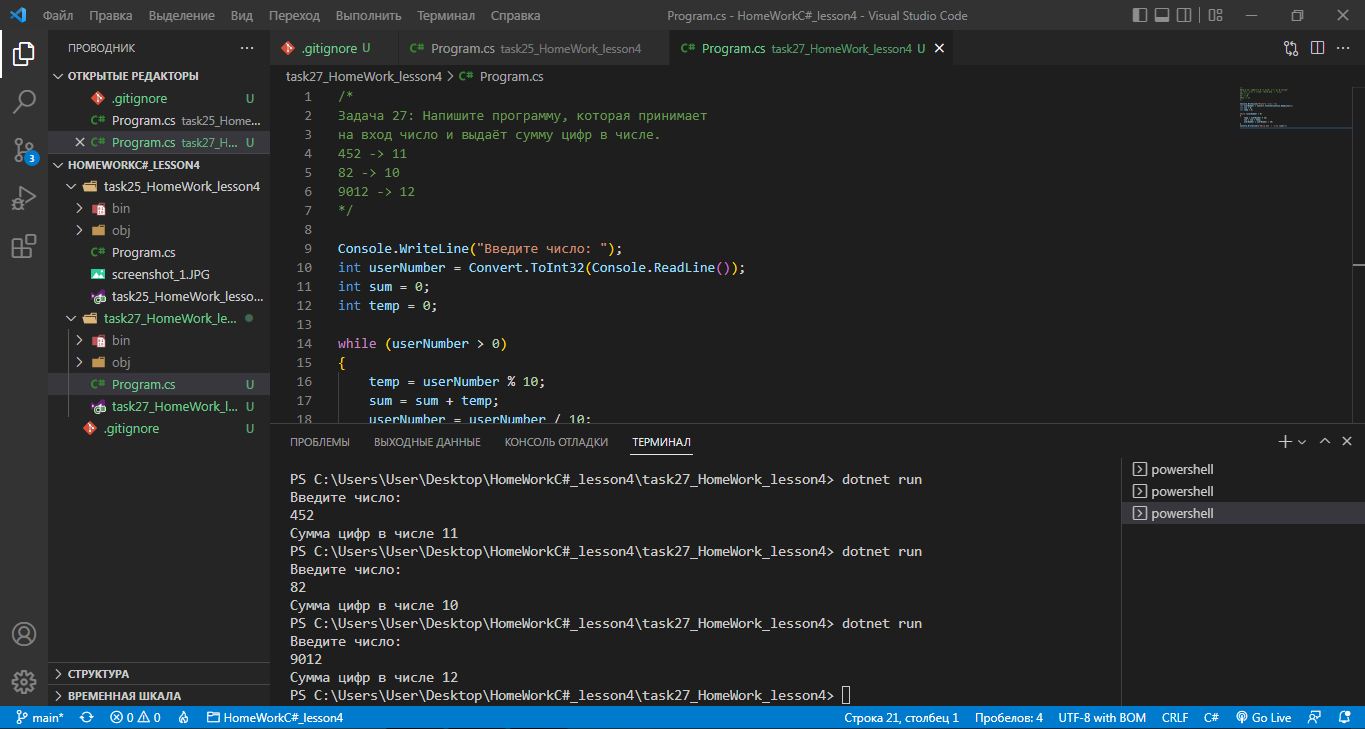 Файл Правка Выделение Вид Переход Выполнить Терминал Справка Program.cs - HomeWorkC#_lesson4 - Visual Studio Code
ПРОВОДНИК
ОТКРЫТЫЕ РЕДАКТОРЫ
.gitignore U
C# Program.cs task25_Home...
C# Program.cs task27_H... U
3
HOMEWORKC#_LESSON4
task25_HomeWork_lesson4
bin
obj
C# Program.cs
screenshot_1.JPG
task25_HomeWork_lesso...
task27_HomeWork_le...
bin
obj
C# Program.cs U
task27_HomeWork_l... U
.gitignore U
СТРУКТУРА
ВРЕМЕННАЯ ШКАЛА
.gitignore U C# Program.cs task25_HomeWork_lesson4 C# Program.cs task27_HomeWork_lesson4 U
task27_HomeWork_lesson4 > C# Program.cs
1 /*
2 Задача 27: Напишите программу, которая принимает
3 на вход число и выдаёт сумму цифр в числе.
4 452 -> 11
5 82 -> 10
6 9012 -> 12
7 */
8
9 Console.WriteLine("Введите число: ");
10 int userNumber = Convert.ToInt32(Console.ReadLine());
11 int sum = 0;
12 int temp = 0;
13
14 while (userNumber > 0)
15 {
16 temp = userNumber % 10;
17 sum = sum + temp;
18 userNumber = userNumber / 10;
ПРОБЛЕМЫ ВЫХОДНЫЕ ДАННЫЕ КОНСОЛЬ ОТЛАДКИ ТЕРМИНАЛ
PS C:\Users\User\Desktop\HomeWorkC#_lesson4\task27_HomeWork_lesson4> dotnet run
Введите число:
452
Сумма цифр в числе 11
PS C:\Users\User\Desktop\HomeWorkC#_lesson4\task27_HomeWork_lesson4> dotnet run
Введите число:
82
Сумма цифр в числе 10
PS C:\Users\User\Desktop\HomeWorkC#_lesson4\task27_HomeWork_lesson4> dotnet run
Введите число:
9012
Сумма цифр в числе 12
PS C:\Users\User\Desktop\HomeWorkC#_lesson4\task27_HomeWork_lesson4>
powershell
powershell
powershell
main* 0 0 HomeWorkC#_lesson4 Строка 21, столбец 1 Пробелов: 4 UTF-8 with BOM CRLF C# Go Live